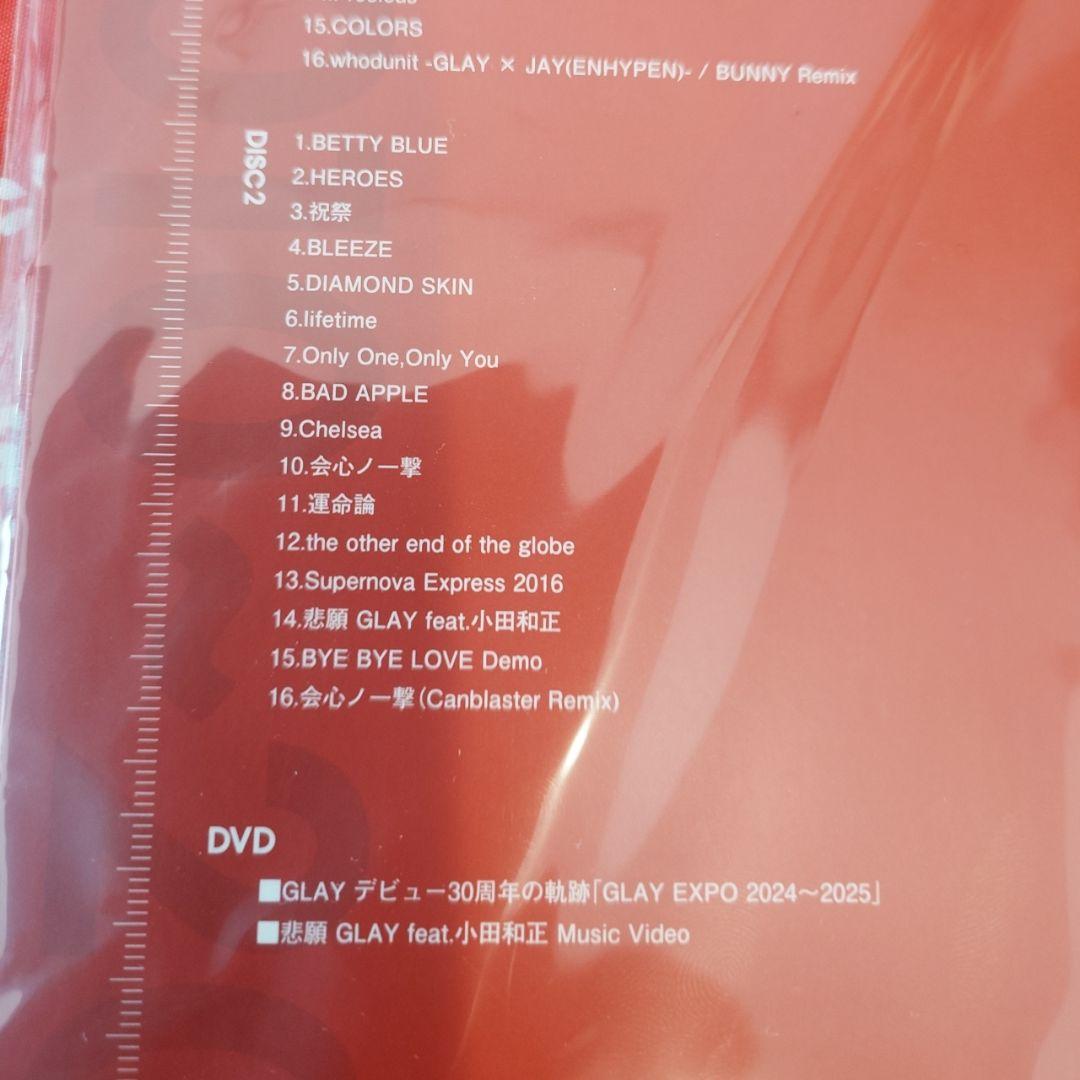 15.COLORS
16.whodunit -GLAY × JAY(ENHYPEN)- / BUNNY Remix
DISC 2
1.BETTY BLUE
2.HEROES
3.祝祭
4.BLEEZE
5.DIAMOND SKIN
6.lifetime
7.Only One,Only You
8.BAD APPLE
9.Chelsea
10.会心ノ一撃
11.運命論
12.the other end of the globe
13.Supernova Express 2016
14.悲願 GLAY feat.小田和正
15.BYE BYE LOVE Demo
16.会心ノ一撃(Canblaster Remix)
DVD
■GLAY デビュー30周年の軌跡「GLAY EXPO 2024〜2025」
■悲願 GLAY feat.小田和正 Music Video